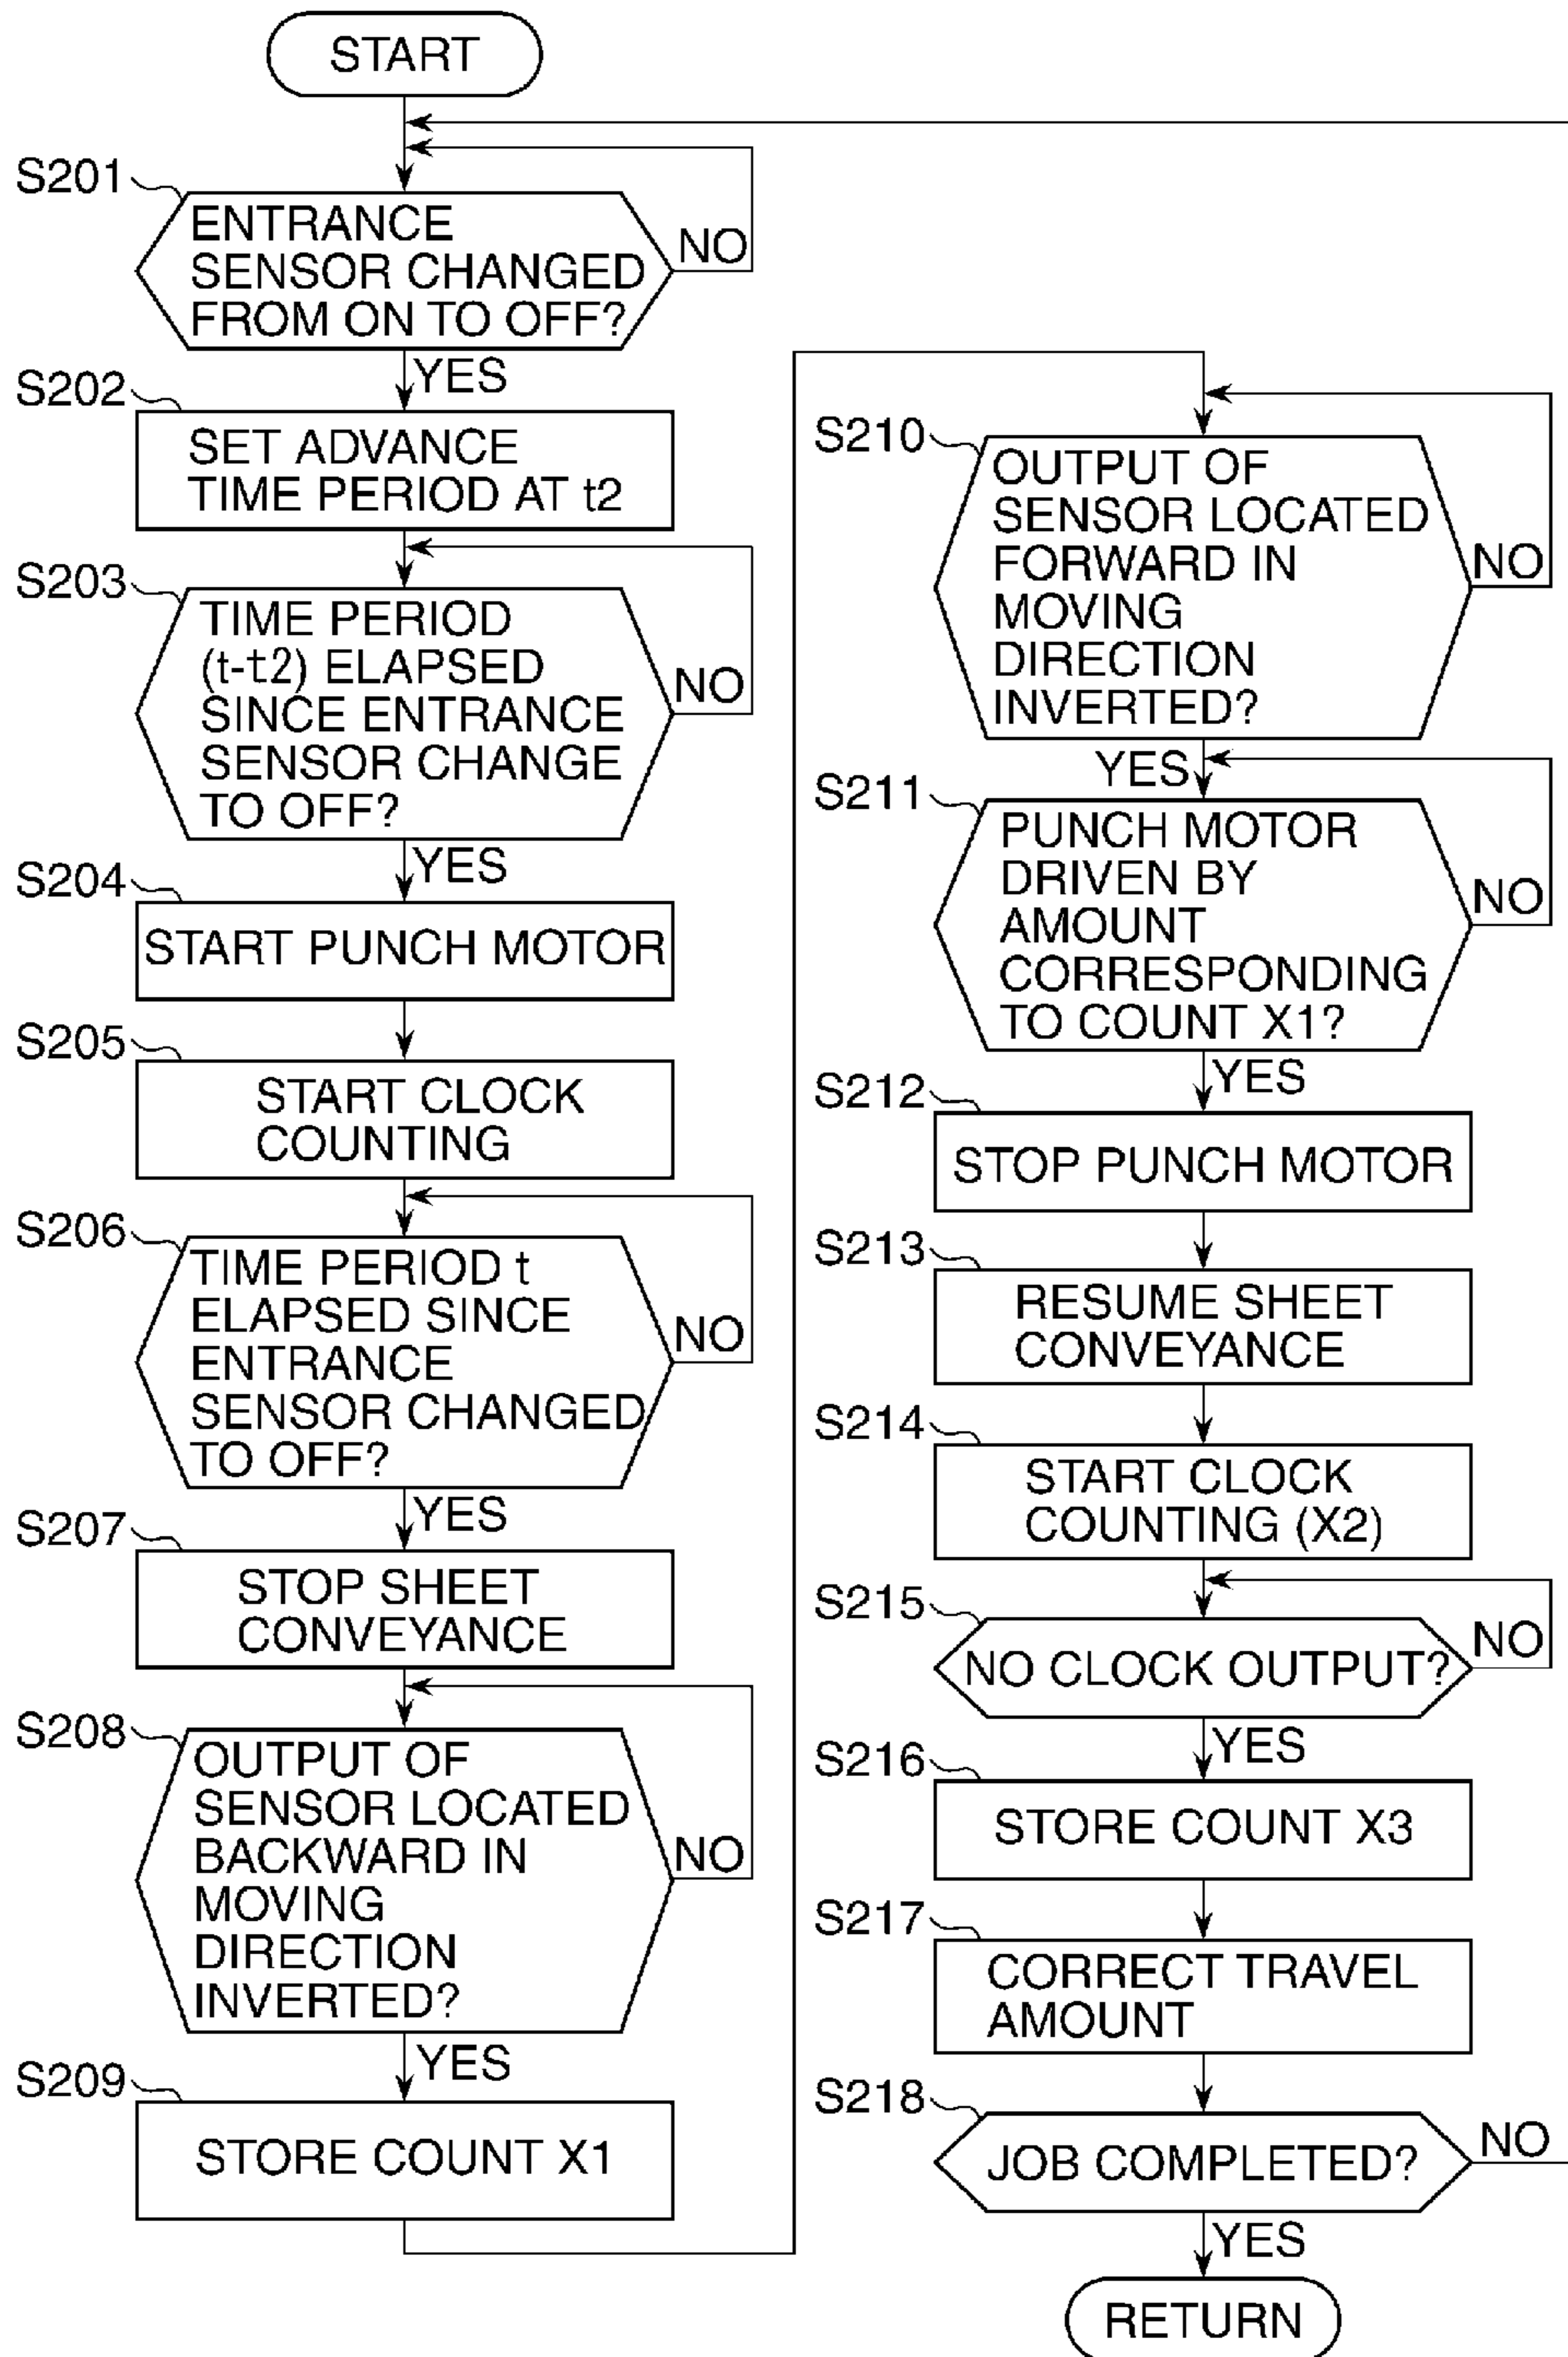 START
S201
ENTRANCE
SENSOR CHANGED
FROM ON TO OFF?
NO
YES
S202
SET ADVANCE
TIME PERIOD AT t2
S203
TIME PERIOD
(t-t2) ELAPSED
SINCE ENTRANCE
SENSOR CHANGE
TO OFF?
NO
YES
S204
START PUNCH MOTOR
S205
START CLOCK
COUNTING
S206
TIME PERIOD t
ELAPSED SINCE
ENTRANCE
SENSOR CHANGED
TO OFF?
NO
YES
S207
STOP SHEET
CONVEYANCE
S208
OUTPUT OF
SENSOR LOCATED
BACKWARD IN
MOVING
DIRECTION
INVERTED?
NO
YES
S209
STORE COUNT X1
S210
OUTPUT OF
SENSOR LOCATED
FORWARD IN
MOVING
DIRECTION
INVERTED?
NO
YES
S211
PUNCH MOTOR
DRIVEN BY
AMOUNT
CORRESPONDING
TO COUNT X1?
NO
YES
S212
STOP PUNCH MOTOR
S213
RESUME SHEET
CONVEYANCE
S214
START CLOCK
COUNTING (X2)
S215
NO CLOCK OUTPUT?
NO
YES
S216
STORE COUNT X3
S217
CORRECT TRAVEL
AMOUNT
S218
JOB COMPLETED?
NO
YES
RETURN